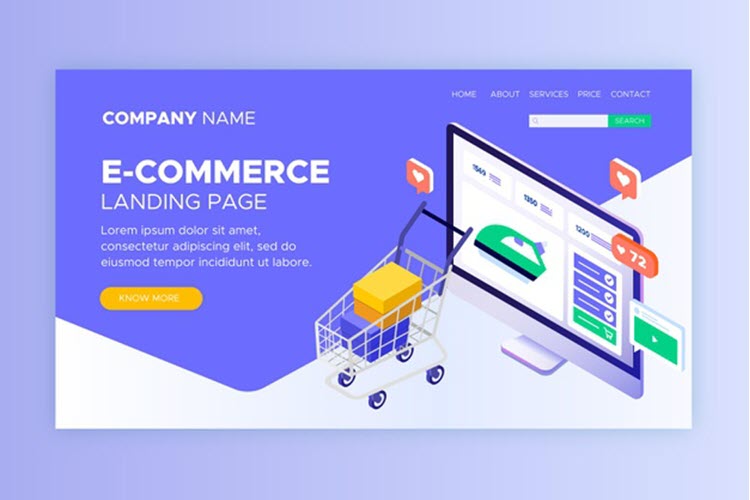 HOME ABOUT SERVICES PRICE CONTACT
SEARCH
COMPANY NAME
E-COMMERCE
LANDING PAGE
Lorem ipsum dolor sit amet,
consectetur adipiscing elit, sed do
eiusmod tempor incididunt ut labore.
KNOW MORE
1350
1200
72